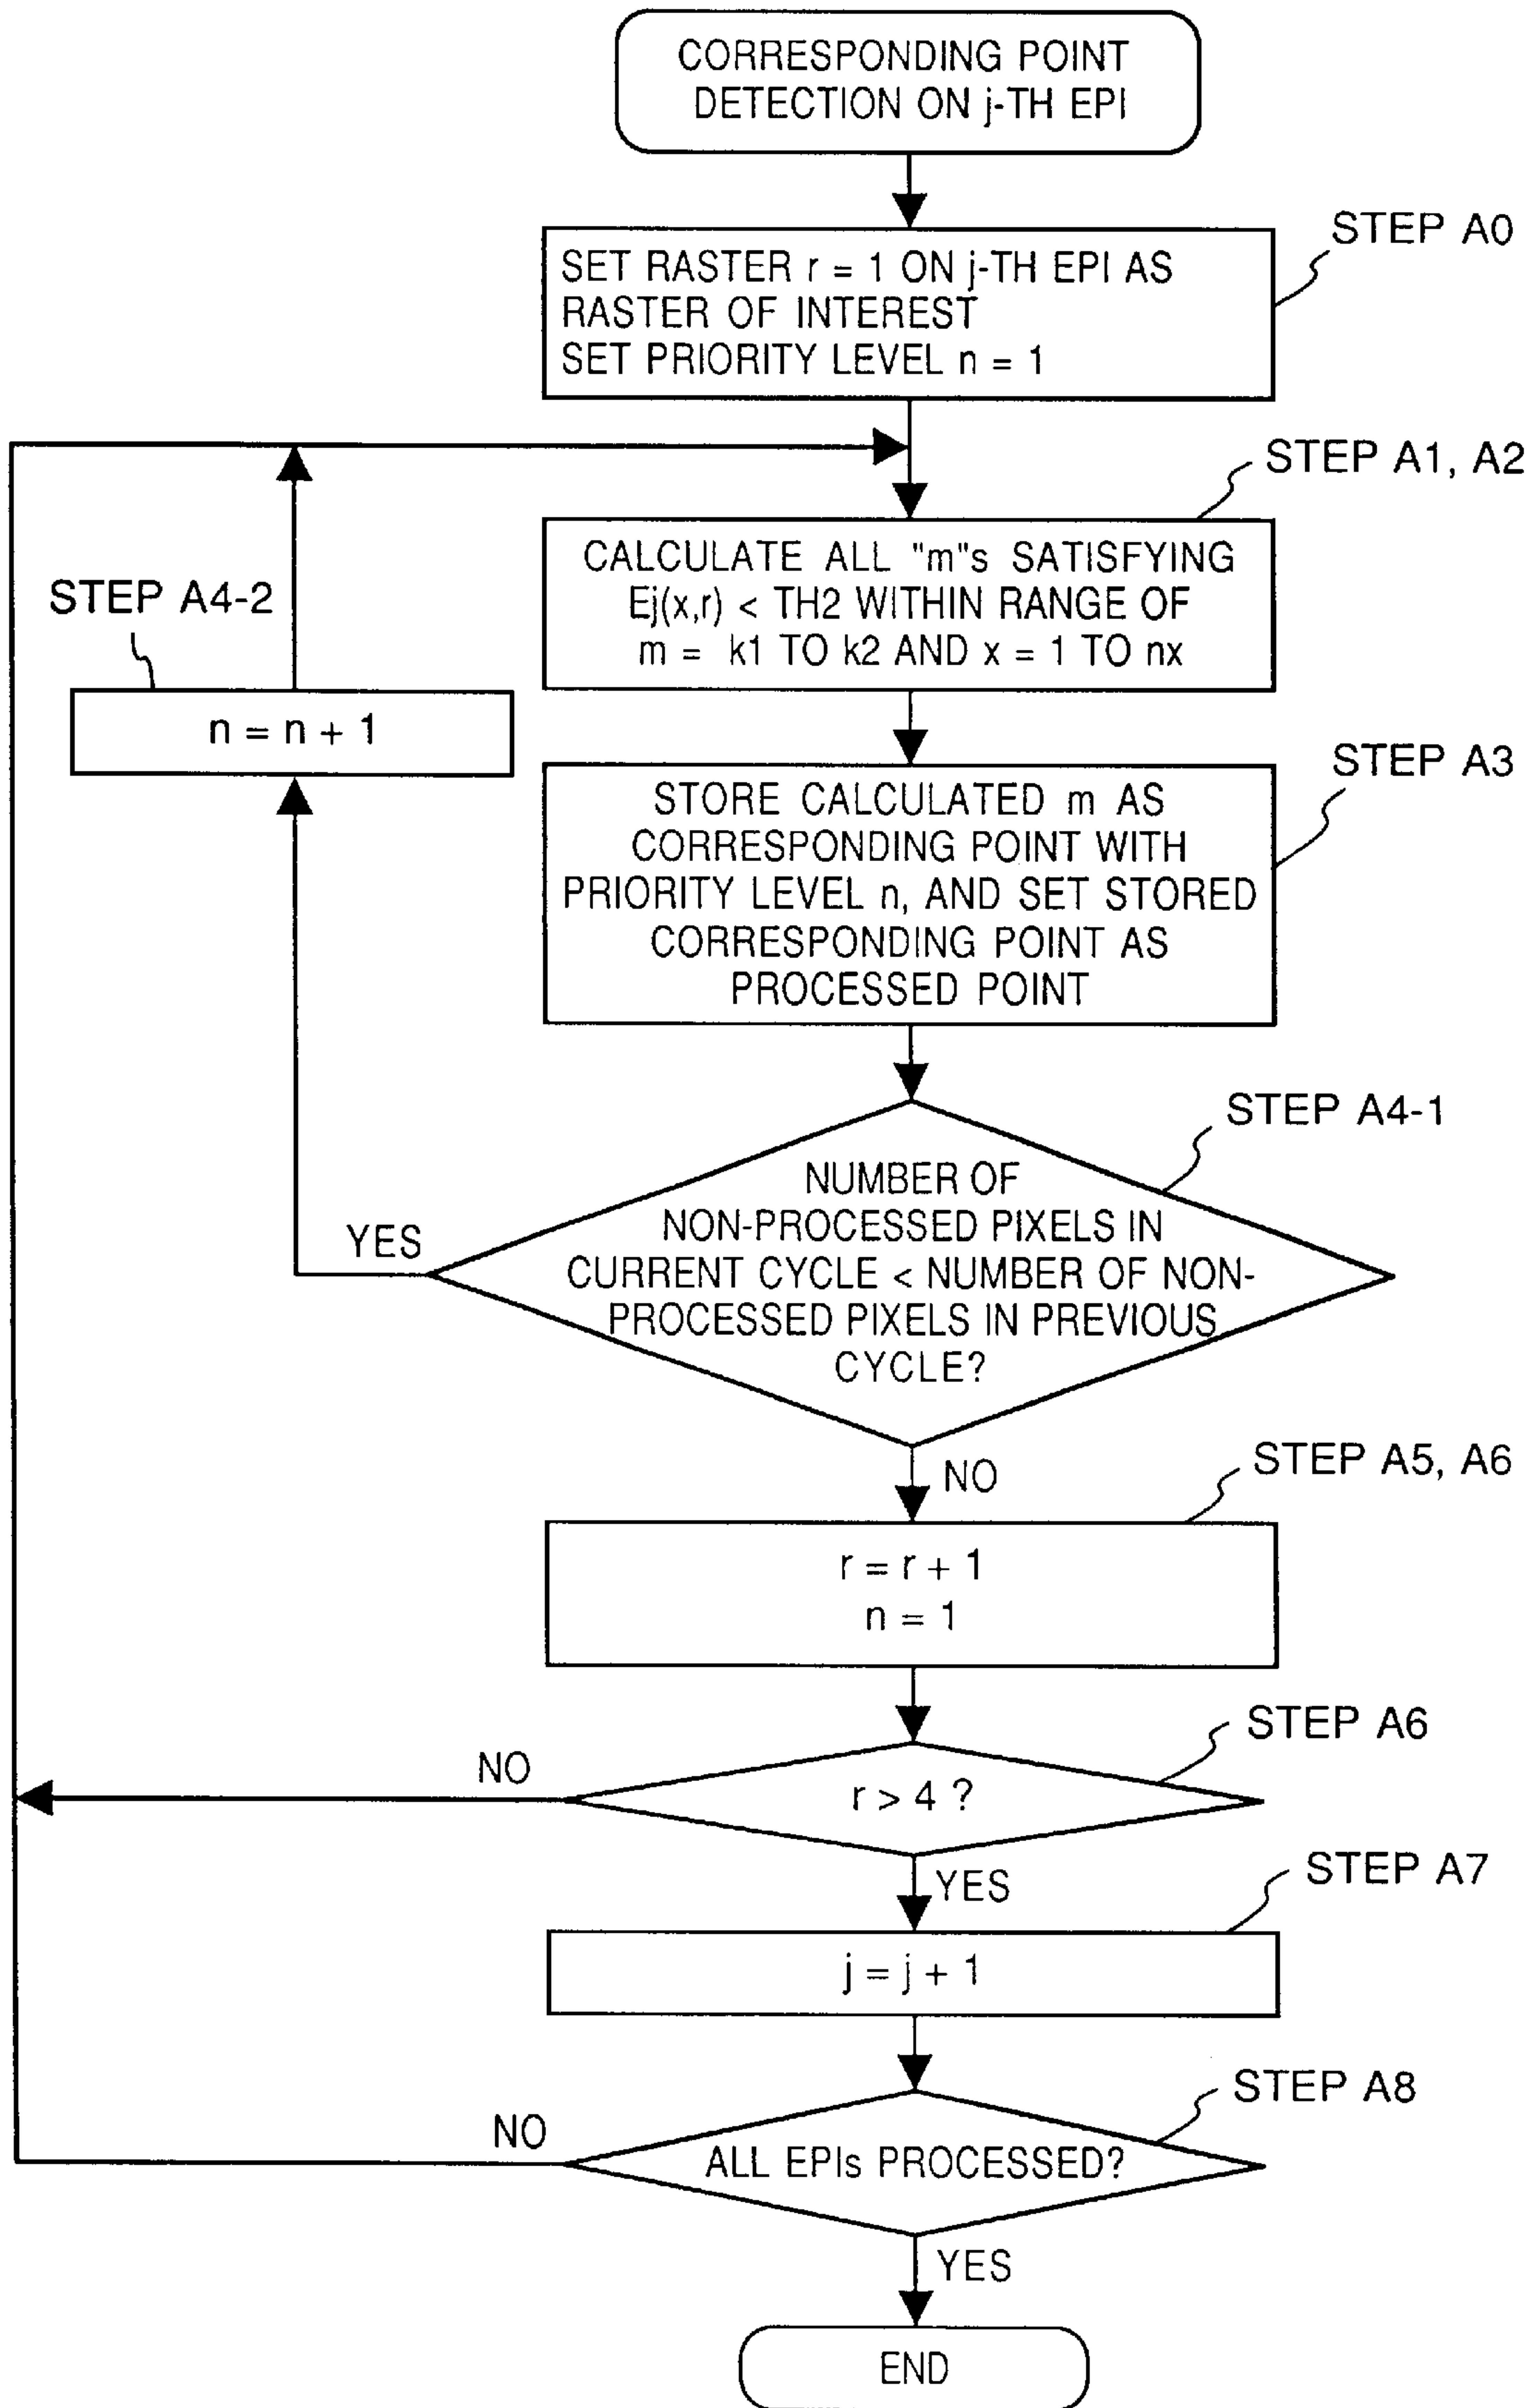 CORRESPONDING POINT
DETECTION ON j-TH EPI
STEP A0
SET RASTER r = 1 ON j-TH EPI AS
RASTER OF INTEREST
SET PRIORITY LEVEL n = 1
STEP A1, A2
CALCULATE ALL "m"s SATISFYING
Ej(x,r) < TH2 WITHIN RANGE OF
m = k1 TO k2 AND x = 1 TO nx
STEP A4-2
n = n + 1
STEP A3
STORE CALCULATED m AS
CORRESPONDING POINT WITH
PRIORITY LEVEL n, AND SET STORED
CORRESPONDING POINT AS
PROCESSED POINT
STEP A4-1
NUMBER OF
NON-PROCESSED PIXELS IN
CURRENT CYCLE < NUMBER OF NON-
PROCESSED PIXELS IN PREVIOUS
CYCLE?
YES
NO
STEP A5, A6
r = r + 1
n = 1
STEP A6
r > 4 ?
NO
YES
STEP A7
j = j + 1
STEP A8
ALL EPIs PROCESSED?
NO
YES
END